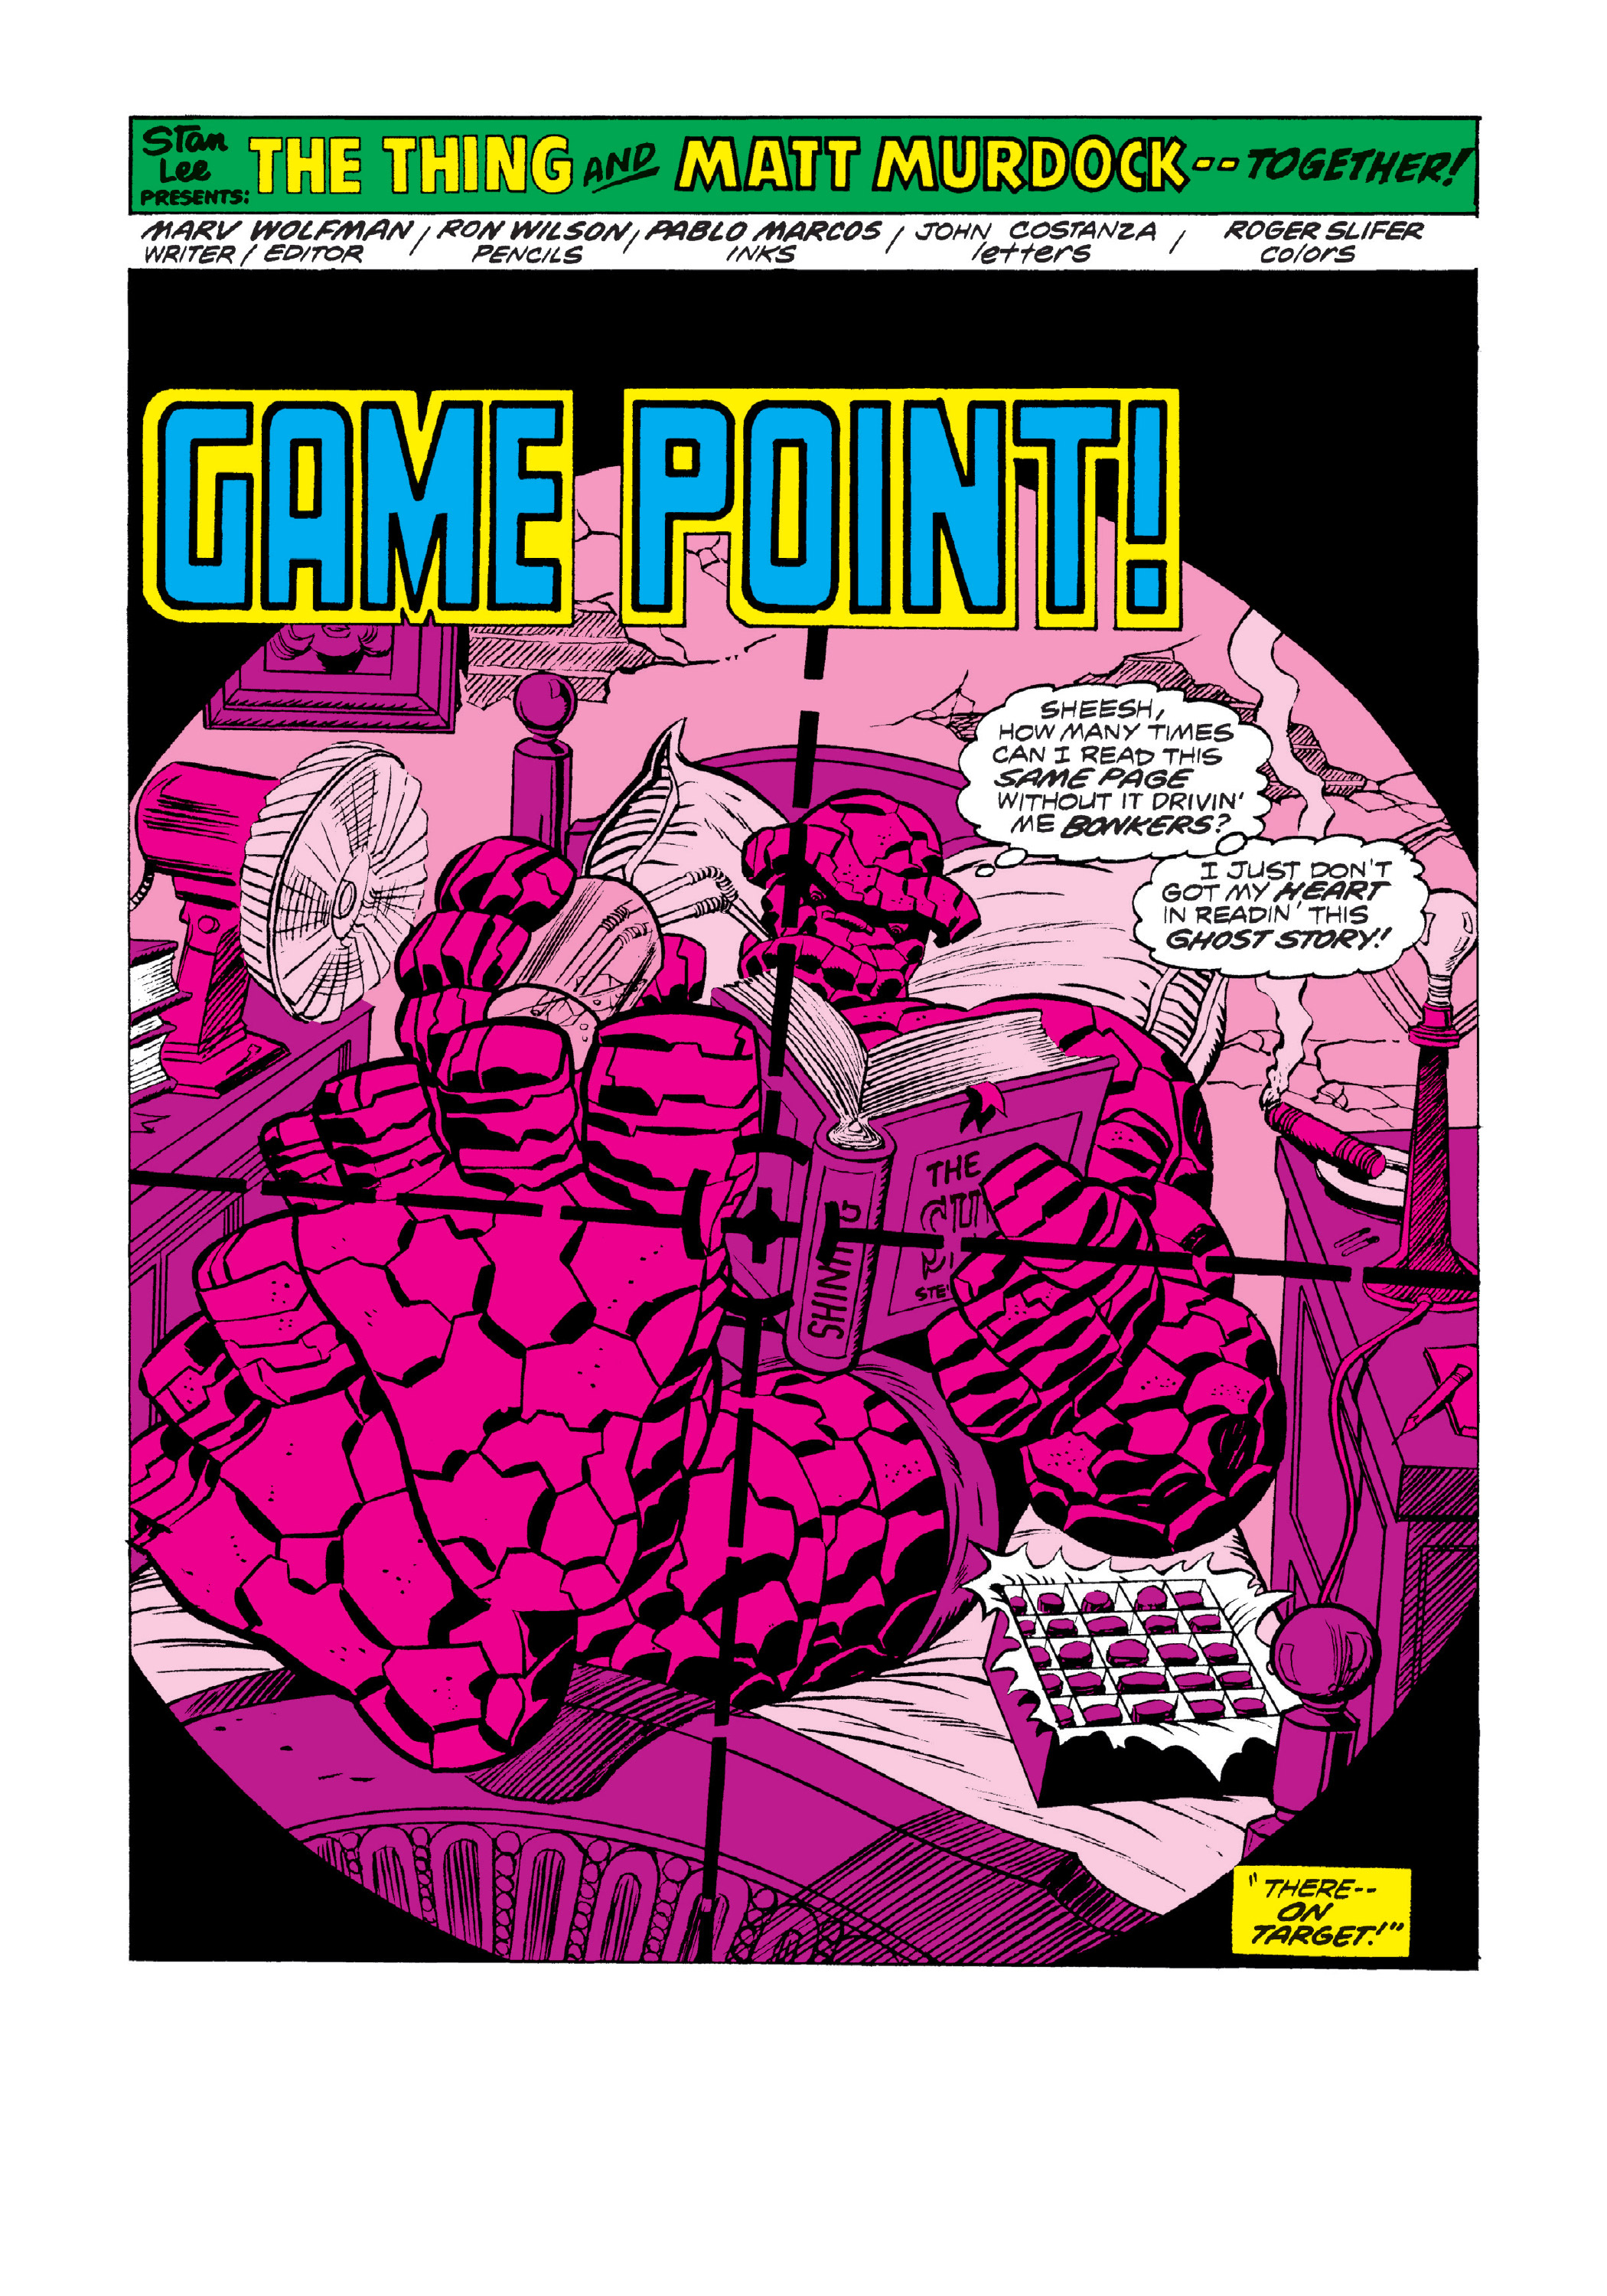 Stan
Lee
PRESENTS:
THE THING AND MATT MURDOCK-- TOGETHER!
MARV WOLFMAN / RON WILSON / PABLO MARCOS / JOHN COSTANZA / ROGER SLIFER
WRITER / EDITOR PENCILS INKS letters colors
GAME POINT!
SHEESH,
HOW MANY TIMES
CAN I READ THIS
SAME PAGE
WITHOUT IT DRIVIN'
ME BONKERS?
I JUST DON'T
GOT MY HEART
IN READIN' THIS
GHOST STORY!
THE
SHINING
"THERE--
ON
TARGET!"